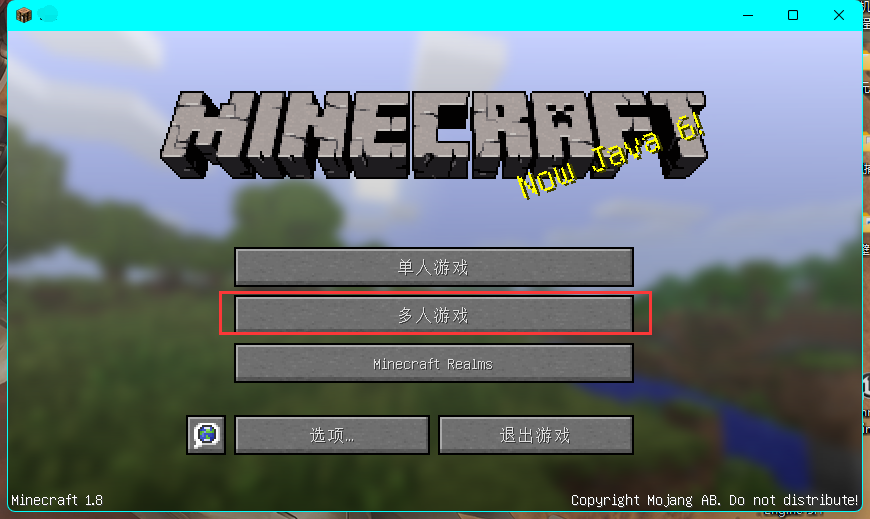 MINECRAFT
Now Java 6!
单人游戏
多人游戏
Minecraft Realms
选项...
退出游戏
Minecraft 1.8
Copyright Mojang AB. Do not distribute!